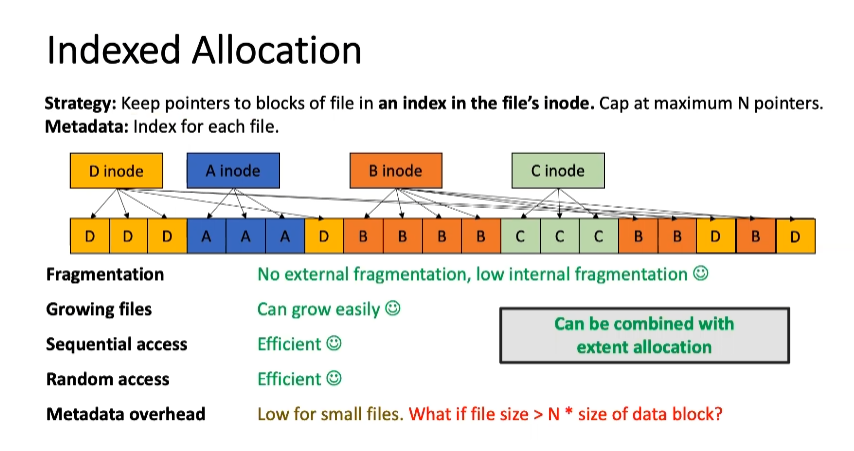 Indexed Allocation
Strategy: Keep pointers to blocks of file in an index in the file’s inode. Cap at maximum N pointers.
Metadata: Index for each file.
D inode A inode B inode C inode
D D D A A A D B B B B C C C B B D B D
Fragmentation No external fragmentation, low internal fragmentation ☺
Growing files Can grow easily ☺
Can be combined with
extent allocation
Sequential access Efficient ☺
Random access Efficient ☺
Metadata overhead Low for small files. What if file size > N * size of data block?